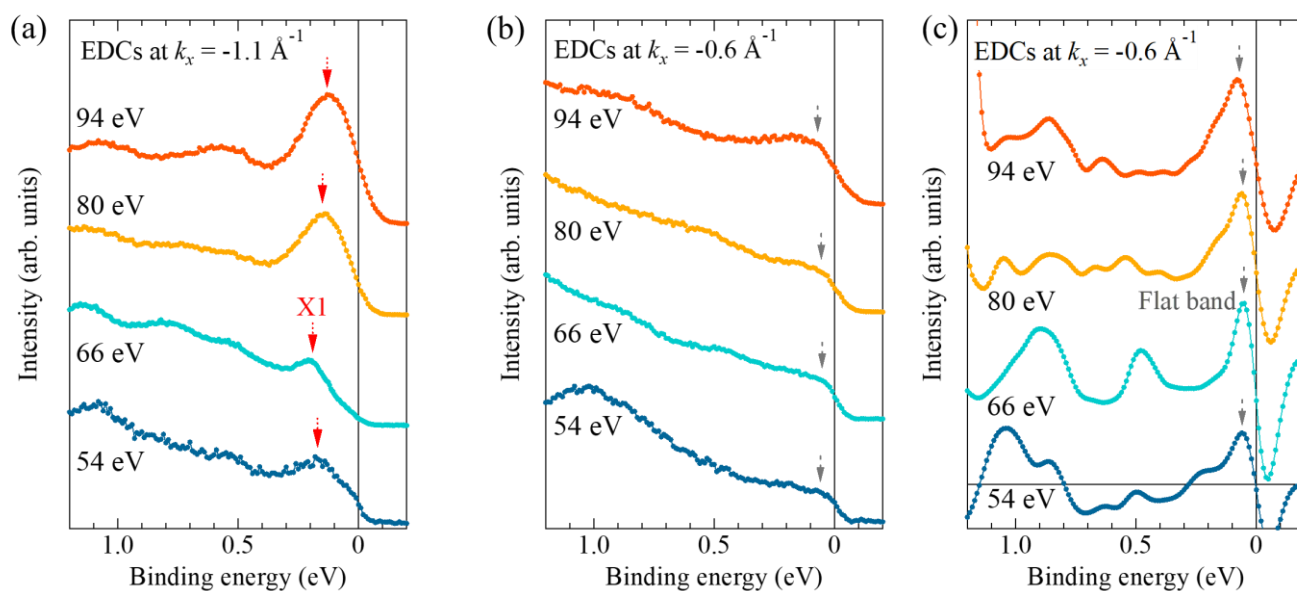 (a)
EDCs at kx = -1.1 Å-1
94 eV
80 eV
X1
66 eV
54 eV
Intensity (arb. units)
1.0 0.5 0
Binding energy (eV)
(b)
EDCs at kx = -0.6 Å-1
94 eV
80 eV
66 eV
54 eV
Intensity (arb. units)
1.0 0.5 0
Binding energy (eV)
(c)
EDCs at kx = -0.6 Å-1
94 eV
80 eV
Flat band
66 eV
54 eV
Intensity (arb. units)
1.0 0.5 0
Binding energy (eV)